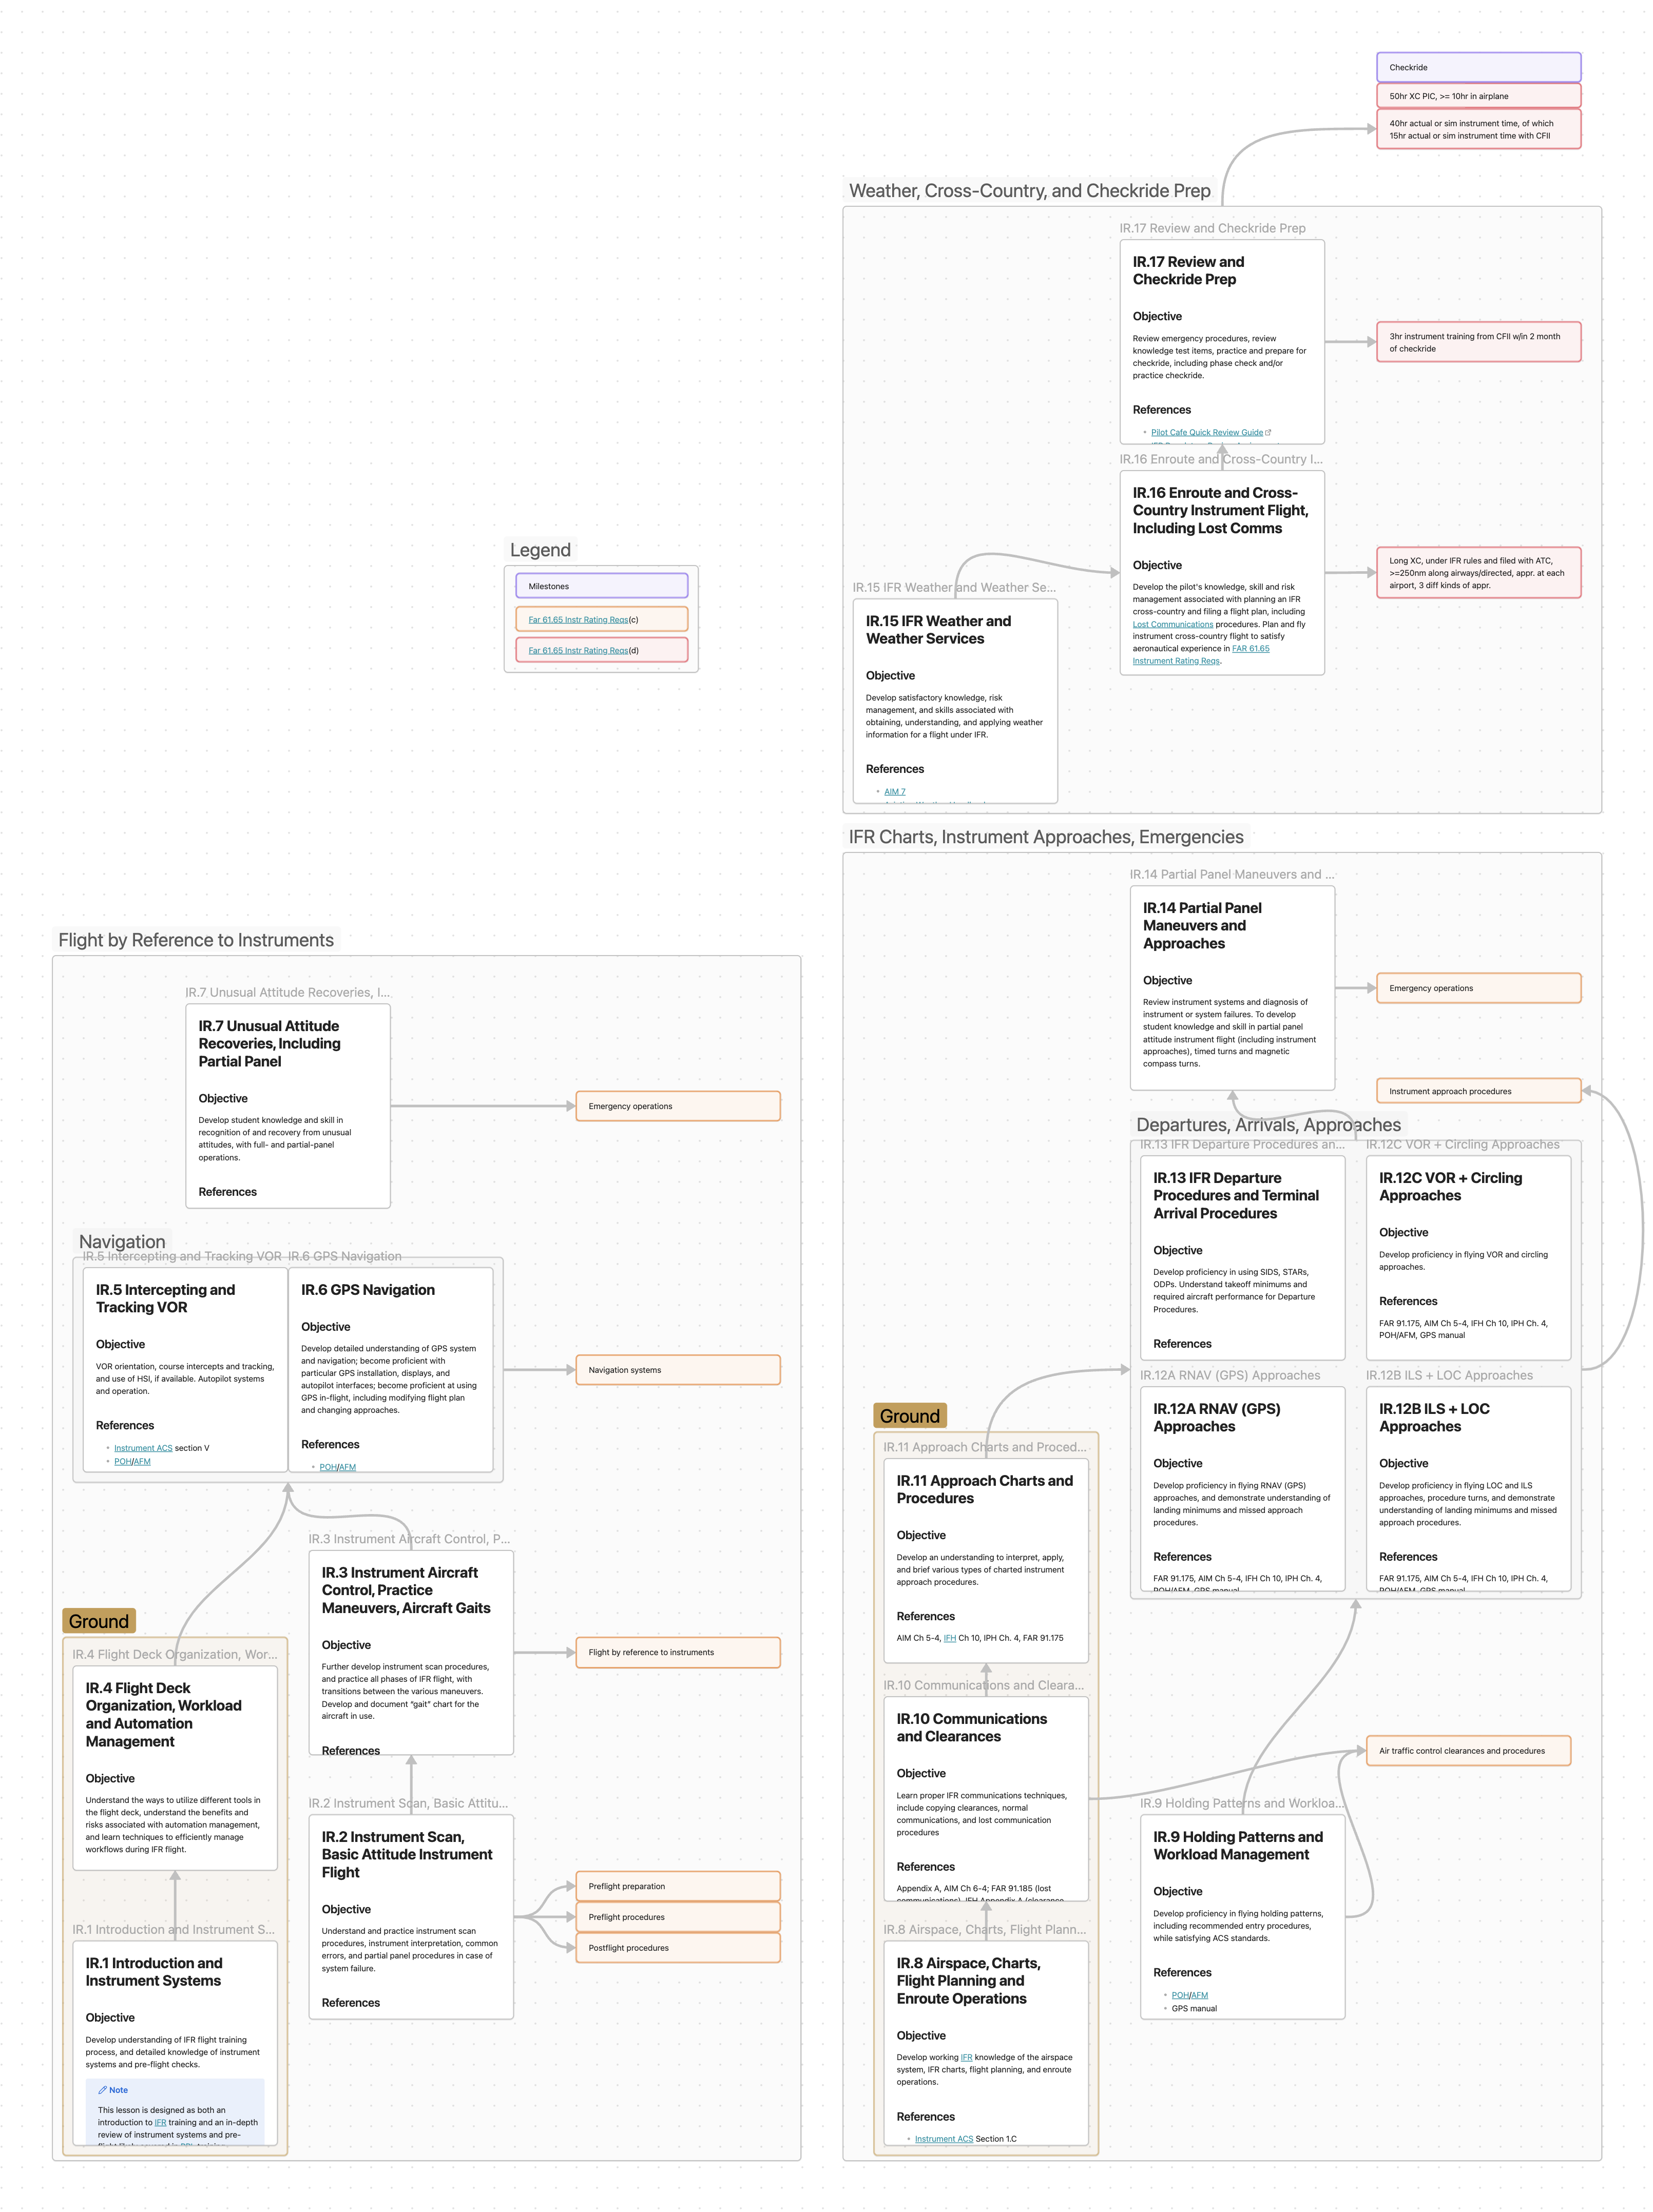 Checkride
50hr XC PIC, >= 10hr in airplane
40hr actual or sim instrument time, of which
15hr actual or sim instrument time with CFII
Weather, Cross-Country, and Checkride Prep
IR.17 Review and Checkride Prep
IR.17 Review and
Checkride Prep
Objective
Review emergency procedures, review
knowledge test items, practice and prepare for
checkride, including phase check and/or
practice checkride.
References
• Pilot Cafe Quick Review Guide
3hr instrument training from CFII w/in 2 month
of checkride
IR.16 Enroute and Cross-Country I...
IR.16 Enroute and Cross-
Country Instrument Flight,
Including Lost Comms
Objective
Develop the pilot's knowledge, skill and risk
management associated with planning an IFR
cross-country and filing a flight plan, including
Lost Communications procedures. Plan and fly
instrument cross-country flight to satisfy
aeronautical experience in FAR 61.65
Instrument Rating Reqs.
Long XC, under IFR rules and filed with ATC,
>=250nm along airways/directed, appr. at each
airport, 3 diff kinds of appr.
IR.15 IFR Weather and Weather Se...
IR.15 IFR Weather and
Weather Services
Objective
Develop satisfactory knowledge, risk
management, and skills associated with
obtaining, understanding, and applying weather
information for a flight under IFR.
References
• AIM 7
Legend
Milestones
Far 61.65 Instr Rating Reqs(c)
Far 61.65 Instr Rating Reqs(d)
IFR Charts, Instrument Approaches, Emergencies
IR.14 Partial Panel Maneuvers and ...
IR.14 Partial Panel
Maneuvers and
Approaches
Objective
Review instrument systems and diagnosis of
instrument or system failures. To develop
student knowledge and skill in partial panel
attitude instrument flight (including instrument
approaches), timed turns and magnetic
compass turns.
Emergency operations
Instrument approach procedures
Departures, Arrivals, Approaches
IR.13 IFR Departure Procedures an...
IR.13 IFR Departure
Procedures and Terminal
Arrival Procedures
Objective
Develop proficiency in using SIDS, STARs,
ODPs. Understand takeoff minimums and
required aircraft performance for Departure
Procedures.
References
IR.12C VOR + Circling Approaches
IR.12C VOR + Circling
Approaches
Objective
Develop proficiency in flying VOR and circling
approaches.
References
FAR 91.175, AIM Ch 5-4, IFH Ch 10, IPH Ch. 4,
POH/AFM, GPS manual
IR.12A RNAV (GPS) Approaches
IR.12A RNAV (GPS)
Approaches
Objective
Develop proficiency in flying RNAV (GPS)
approaches, and demonstrate understanding of
landing minimums and missed approach
procedures.
References
FAR 91.175, AIM Ch 5-4, IFH Ch 10, IPH Ch. 4,
POH/AFM, GPS manual
IR.12B ILS + LOC Approaches
IR.12B ILS + LOC
Approaches
Objective
Develop proficiency in flying LOC and ILS
approaches, procedure turns, and demonstrate
understanding of landing minimums and missed
approach procedures.
References
FAR 91.175, AIM Ch 5-4, IFH Ch 10, IPH Ch. 4,
POH/AFM, GPS manual
Ground
IR.11 Approach Charts and Proced...
IR.11 Approach Charts and
Procedures
Objective
Develop an understanding to interpret, apply,
and brief various types of charted instrument
approach procedures.
References
AIM Ch 5-4, IFH Ch 10, IPH Ch. 4, FAR 91.175
IR.10 Communications and Cleara...
IR.10 Communications
and Clearances
Objective
Learn proper IFR communications techniques,
include copying clearances, normal
communications, and lost communication
procedures
References
Appendix A, AIM Ch 6-4; FAR 91.185 (lost
communications), IFH Appendix A (clearance
Air traffic control clearances and procedures
IR.9 Holding Patterns and Workloa...
IR.9 Holding Patterns and
Workload Management
Objective
Develop proficiency in flying holding patterns,
including recommended entry procedures,
while satisfying ACS standards.
References
• POH/AFM
• GPS manual
IR.8 Airspace, Charts, Flight Plann...
IR.8 Airspace, Charts,
Flight Planning and
Enroute Operations
Objective
Develop working IFR knowledge of the airspace
system, IFR charts, flight planning, and enroute
operations.
References
• Instrument ACS Section 1.C
Flight by Reference to Instruments
IR.7 Unusual Attitude Recoveries, I...
IR.7 Unusual Attitude
Recoveries, Including
Partial Panel
Objective
Develop student knowledge and skill in
recognition of and recovery from unusual
attitudes, with full- and partial-panel
operations.
References
Emergency operations
Navigation
IR.5 Intercepting and Tracking VOR
IR.5 Intercepting and
Tracking VOR
Objective
VOR orientation, course intercepts and tracking,
and use of HSI, if available. Autopilot systems
and operation.
References
• Instrument ACS section V
• POH/AFM
IR.6 GPS Navigation
IR.6 GPS Navigation
Objective
Develop detailed understanding of GPS system
and navigation; become proficient with
particular GPS installation, displays, and
autopilot interfaces; become proficient at using
GPS in-flight, including modifying flight plan
and changing approaches.
References
• POH/AFM
Navigation systems
IR.3 Instrument Aircraft Control, P...
IR.3 Instrument Aircraft
Control, Practice
Maneuvers, Aircraft Gaits
Objective
Further develop instrument scan procedures,
and practice all phases of IFR flight, with
transitions between the various maneuvers.
Develop and document “gait” chart for the
aircraft in use.
References
Flight by reference to instruments
Ground
IR.4 Flight Deck Organization, Wor...
IR.4 Flight Deck
Organization, Workload
and Automation
Management
Objective
Understand the ways to utilize different tools in
the flight deck, understand the benefits and
risks associated with automation management,
and learn techniques to efficiently manage
workflows during IFR flight.
IR.2 Instrument Scan, Basic Attitu...
IR.2 Instrument Scan,
Basic Attitude Instrument
Flight
Objective
Understand and practice instrument scan
procedures, instrument interpretation, common
errors, and partial panel procedures in case of
system failure.
References
Preflight preparation
Preflight procedures
Postflight procedures
IR.1 Introduction and Instrument S...
IR.1 Introduction and
Instrument Systems
Objective
Develop understanding of IFR flight training
process, and detailed knowledge of instrument
systems and pre-flight checks.
Note
This lesson is designed as both an
introduction to IFR training and an in-depth
review of instrument systems and pre-